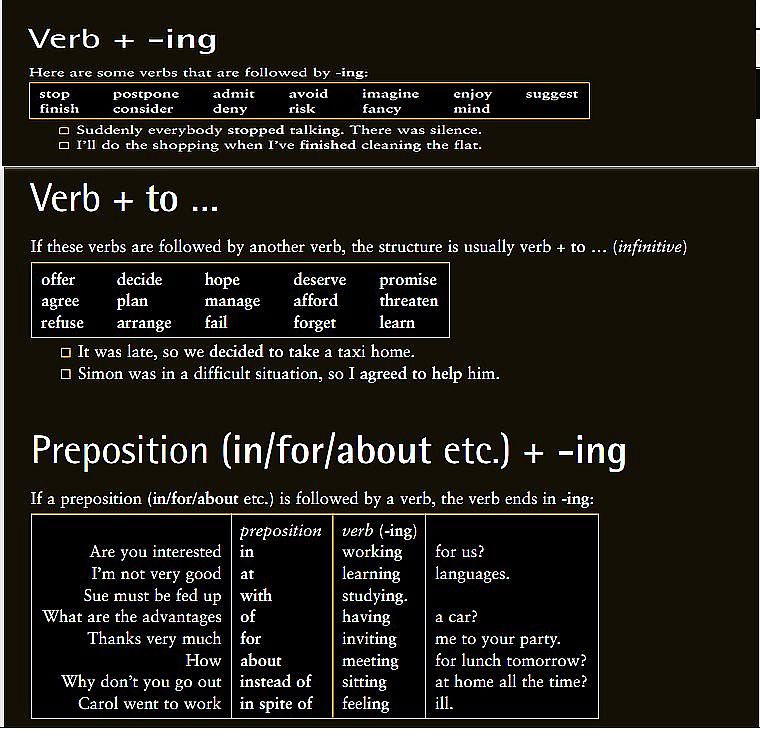 Verb + -ing
Here are some verbs that are followed by -ing:
stop postpone admit avoid imagine enjoy suggest
finish consider deny risk fancy mind
□ Suddenly everybody stopped talking. There was silence.
□ I'll do the shopping when I've finished cleaning the flat.
Verb + to ...
If these verbs are followed by another verb, the structure is usually verb + to ... (infinitive)
offer decide hope deserve promise
agree plan manage afford threaten
refuse arrange fail forget learn
□ It was late, so we decided to take a taxi home.
□ Simon was in a difficult situation, so I agreed to help him.
Preposition (in/for/about etc.) + -ing
If a preposition (in/for/about etc.) is followed by a verb, the verb ends in -ing:
preposition verb (-ing)
Are you interested in working for us?
I'm not very good at learning languages.
Sue must be fed up with studying.
What are the advantages of having a car?
Thanks very much for inviting me to your party.
How about meeting for lunch tomorrow?
Why don't you go out instead of sitting at home all the time?
Carol went to work in spite of feeling ill.